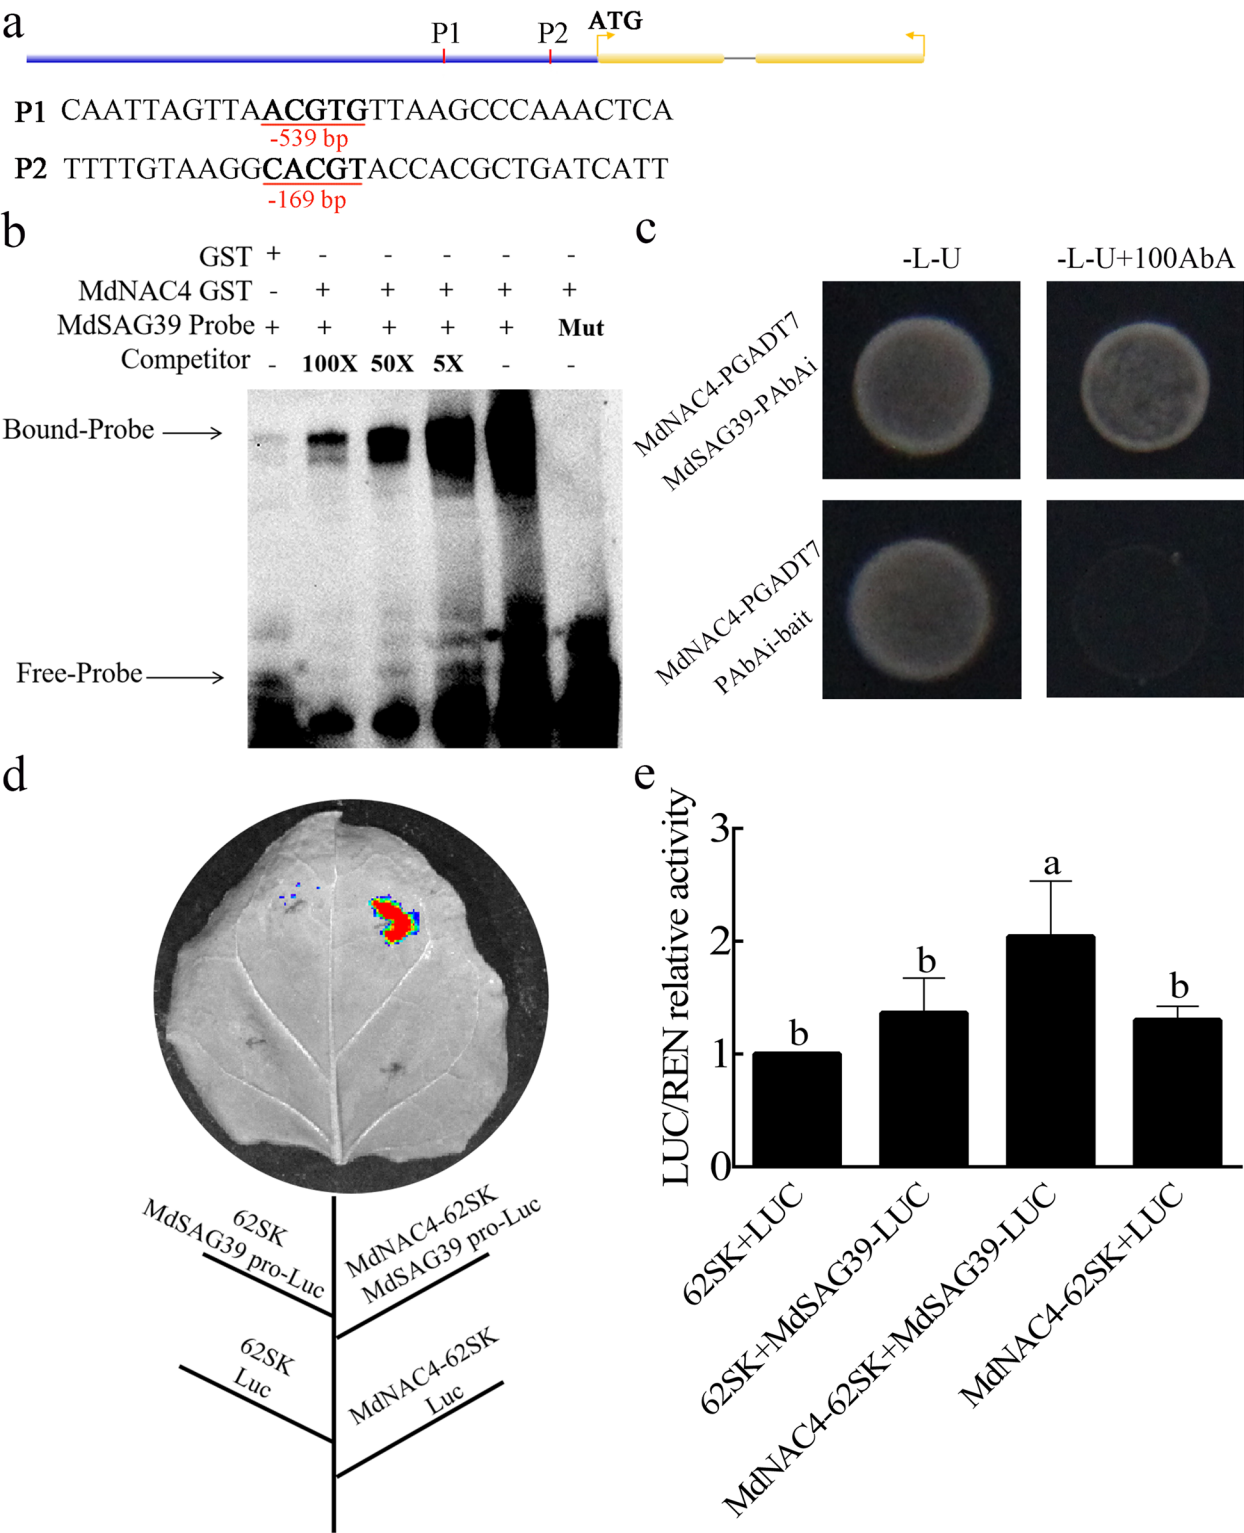 a
ATG
P1
P2
P1 CAATTAGTTAACGTGTTAAGCCCAAACTCA
-539 bp
P2 TTTTGTAAGGCACGTACCACGCTGATCATT
-169 bp
b
GST + - - - - -
MdNAC4 GST - + + + + +
MdSAG39 Probe + + + + + Mut
Competitor - 100X 50X 5X - -
Bound-Probe
Free-Probe
c
-L-U
-L-U+100AbA
MdNAC4-PGADT7
MdSAG39-PAbAi
MdNAC4-PGADT7
PAbAi-bait
d
62SK
MdSAG39 pro-Luc
MdNAC4-62SK
MdSAG39 pro-Luc
62SK
Luc
MdNAC4-62SK
Luc
e
LUC/REN relative activity
3
2
1
0
b
b
a
b
62SK+LUC
62SK+MdSAG39-LUC
MdNAC4-62SK+MdSAG39-LUC
MdNAC4-62SK+LUC